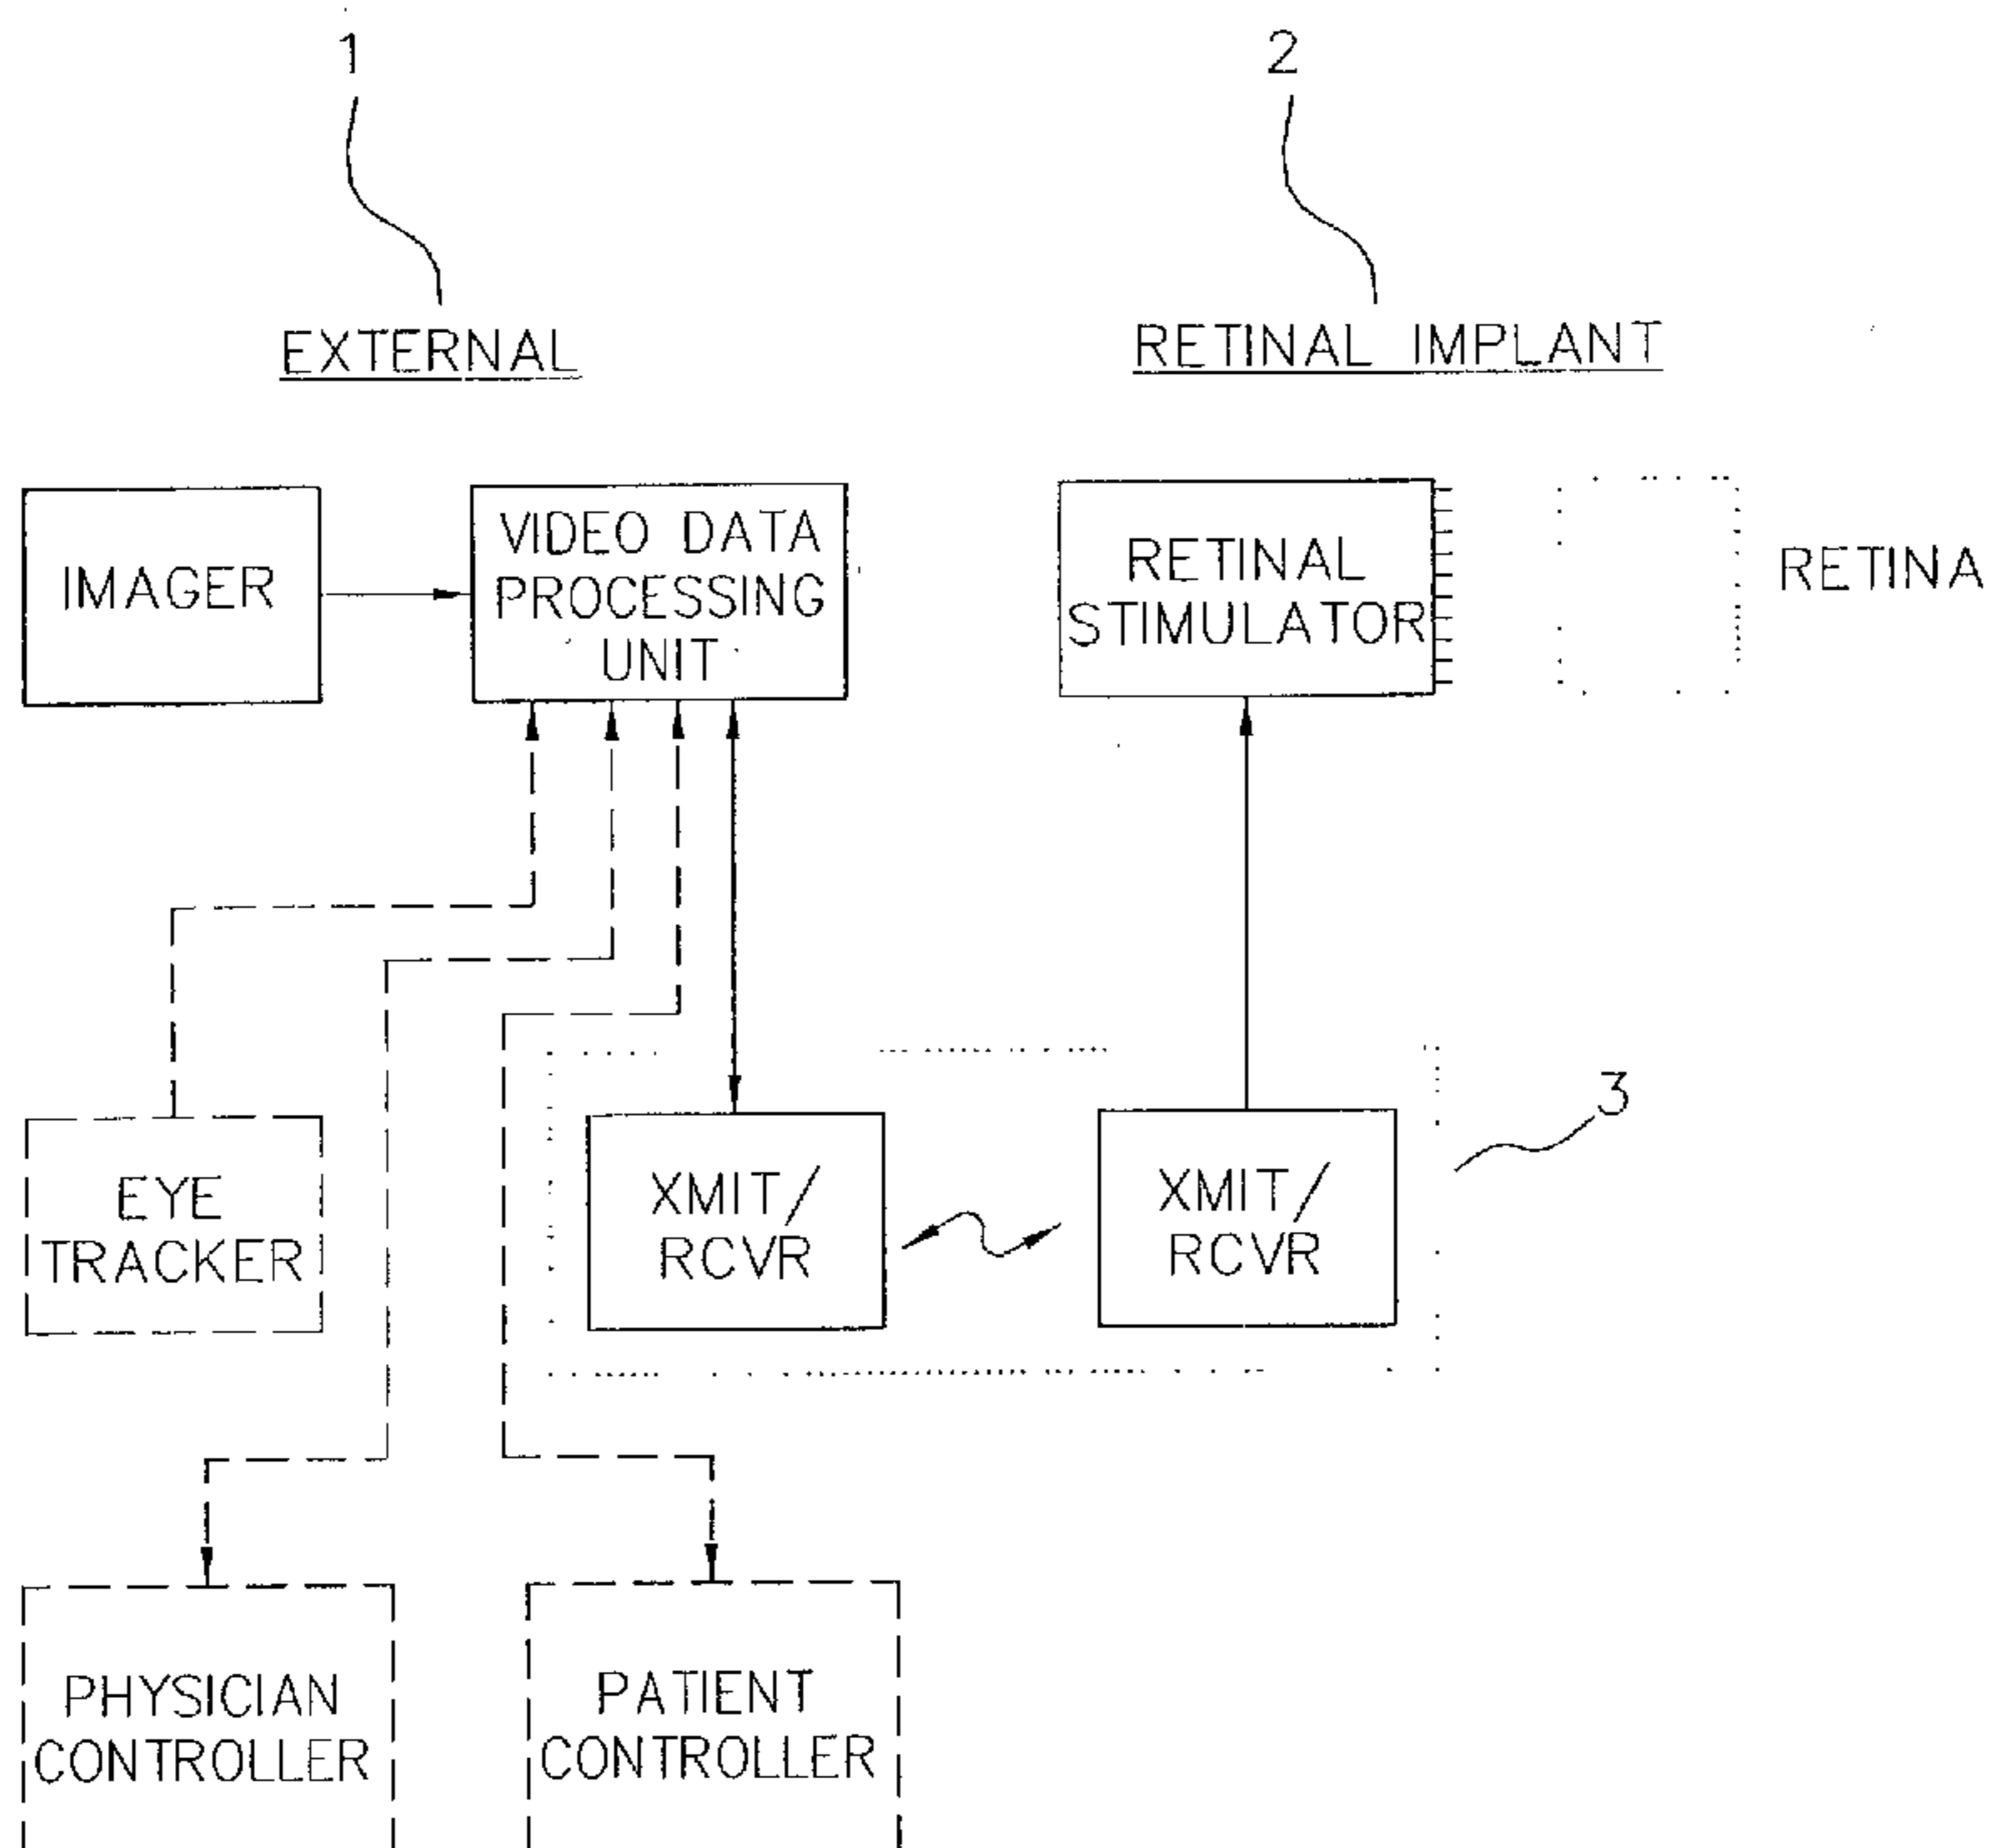 1
2
EXTERNAL
RETINAL IMPLANT
IMAGER
VIDEO DATA
PROCESSING
UNIT
RETINAL
STIMULATOR
RETINA
3
EYE
TRACKER
XMIT/
RCVR
XMIT/
RCVR
PHYSICIAN
CONTROLLER
PATIENT
CONTROLLER